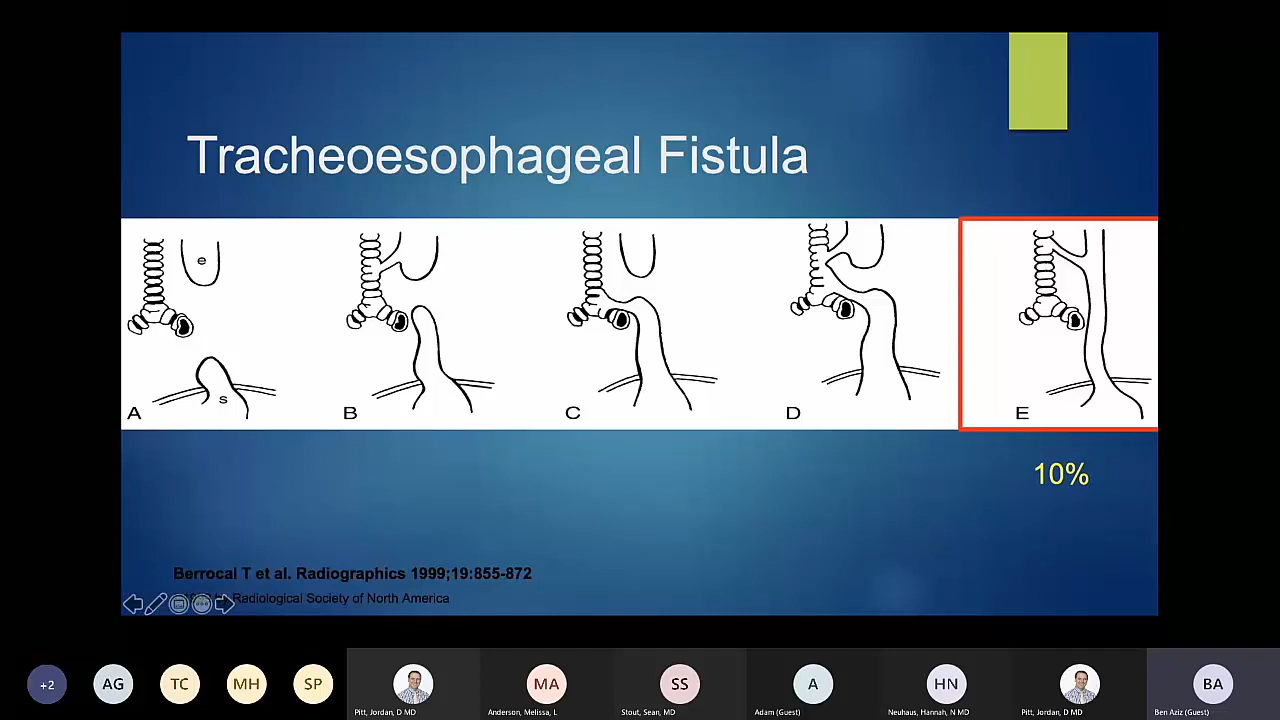 Tracheoesophageal Fistula
e
s
A
B
C
D
E
10%
Berrocal T et al. Radiographics 1999;19:855-872
Radiological Society of North America
+2
AG
TC
MH
SP
MA
SS
A
HN
BA
Pitt, Jordan, D MD
Anderson, Melissa, L
Stout, Sean, MD
Adam (Guest)
Neuhaus, Hannah, N MD
Pitt, Jordan, D MD
Ben Aziz (Guest)